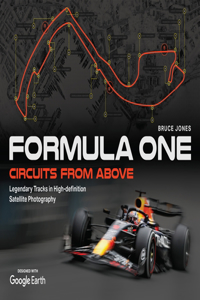 BRUCE JONES
FORMULA ONE
CIRCUITS FROM ABOVE
Legendary Tracks in High-definition
Satellite Photography
DESIGNED WITH
Google Earth